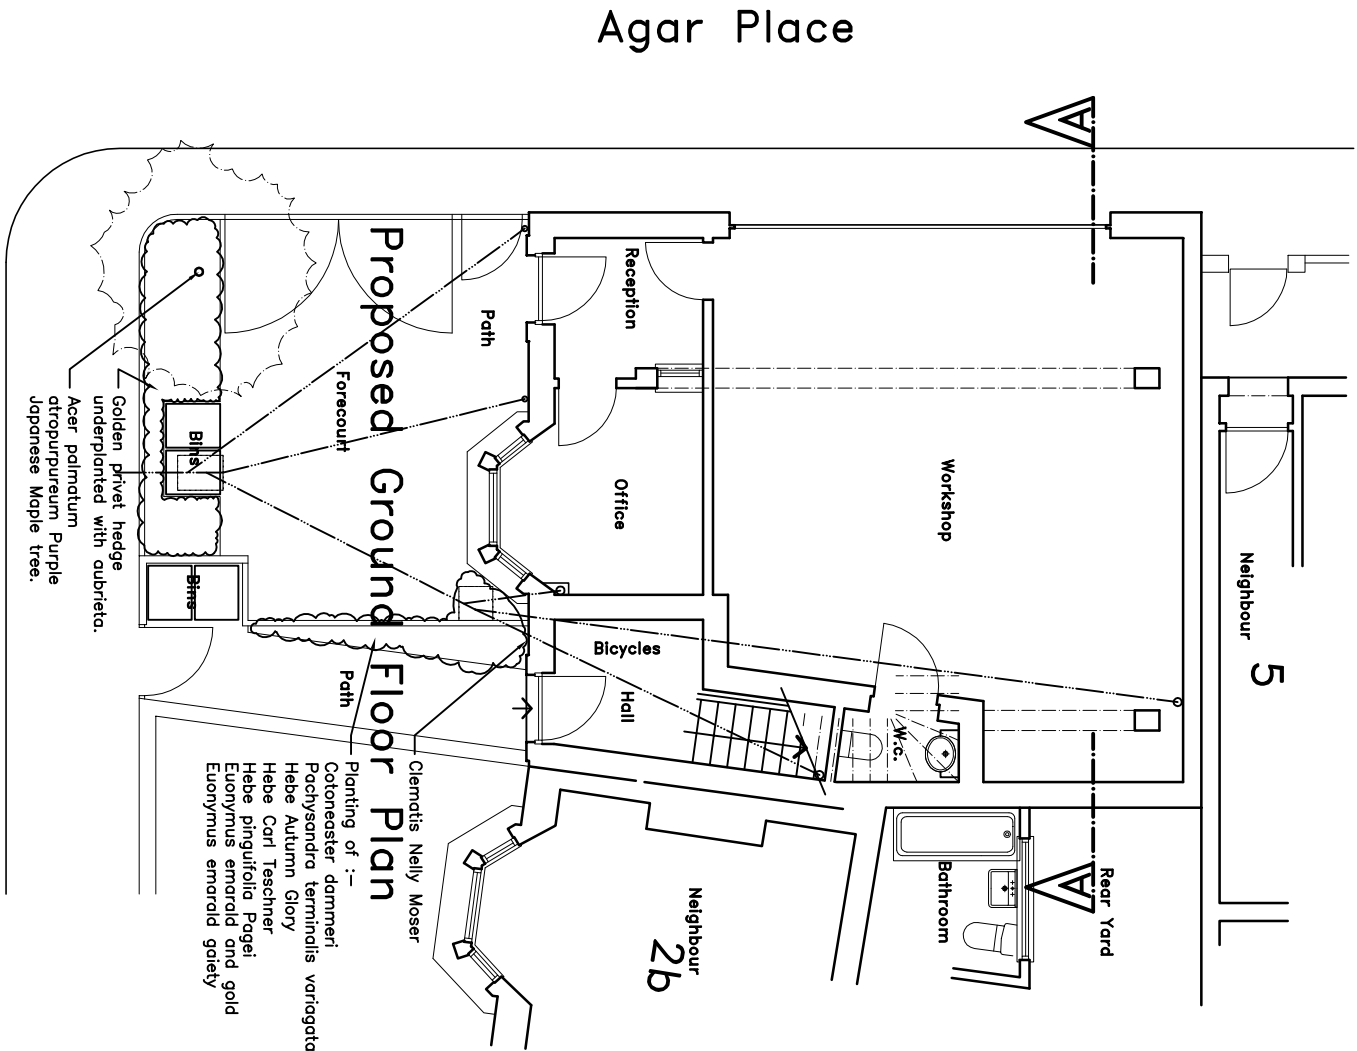 Agar Place
A
Proposed Ground Floor Plan
Reception
Path
Forecourt
Office
Workshop
Bins
Bins
Golden privet hedge
underplanted with aubrieta.
Acer palmatum
atropurpureum Purple
Japanese Maple tree.
Bicycles
Hall
Path
W.c.
Neighbour
5
Clematis Nelly Moser
Planting of :-
Cotoneaster dammeri
Pachysandra terminalis variagata
Hebe Autumn Glory
Hebe Carl Teschner
Hebe pinguifolia Pagei
Euonymus emarald and gold
Euonymus emarald gaiety
Neighbour
2b
Bathroom
A
Rear Yard